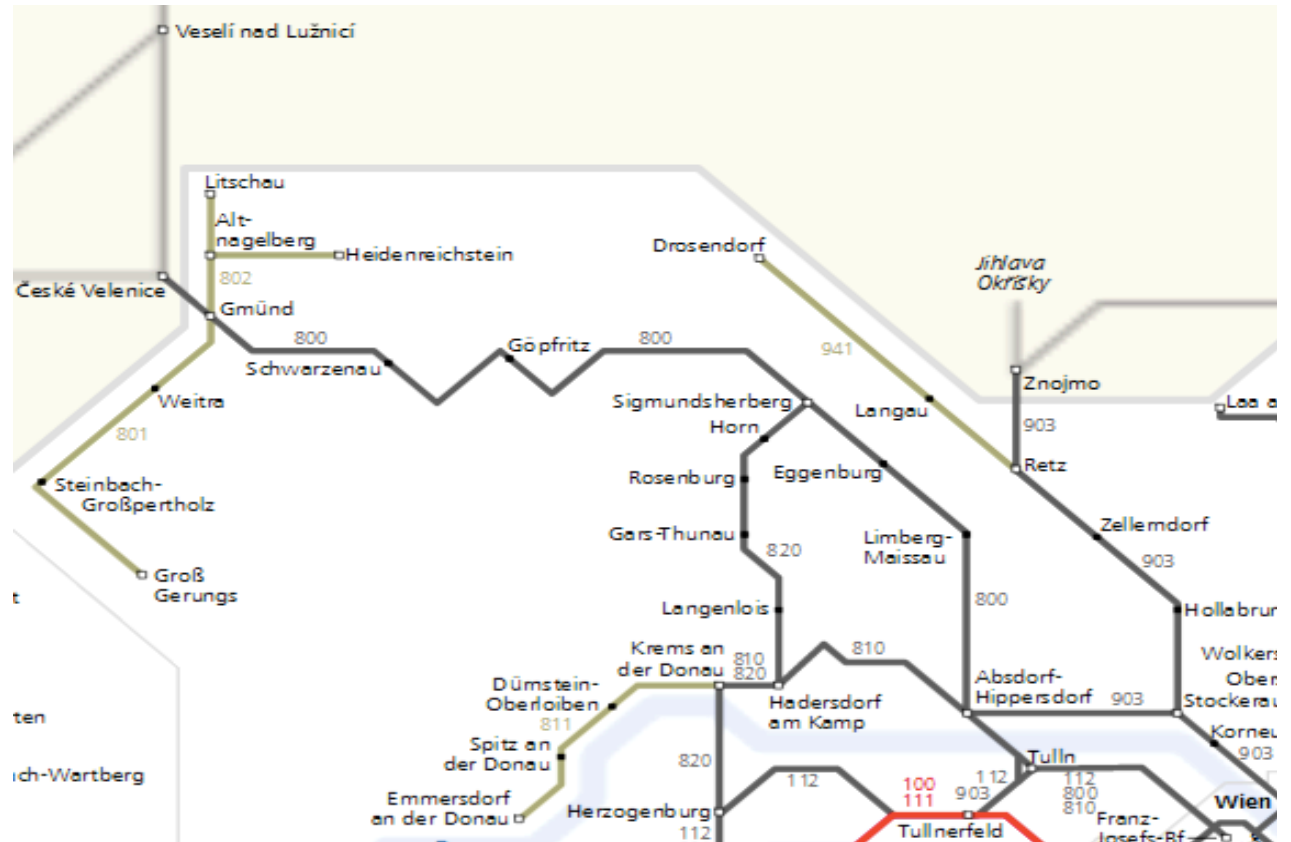 Veselí nad Lužnicí
Litschau
Alt-
nagelberg
Heidenreichstein
Drosendorf
Jihlava
Okříšky
802
České Velenice
Gmünd
800
Göpfritz
800
941
Schwarzenau
Znojmo
Weitra
Sigmundsherberg
Langau
Laa a
Horn
903
801
Rosenburg
Eggenburg
Retz
Steinbach-
Großpertholz
Gars-Thunau
Limberg-
Maissau
Zellerndorf
820
903
Groß
Gerungs
t
800
Langenlois
Hollabrun
Krems an
der Donau
810
820
810
Wolkers
Ober
Absdorf-
Hippersdorf
903
Stockerau
Dürnstein-
Oberloiben
811
Hadersdorf
am Kamp
ten
Spitz an
der Donau
Korneu
903
820
Tulln
ch-Wartberg
112
100
111
112
903
112
800
810
Emmersdorf
an der Donau
Herzogenburg
112
Wien
Tullnerfeld
Franz-
Josefs-Bf